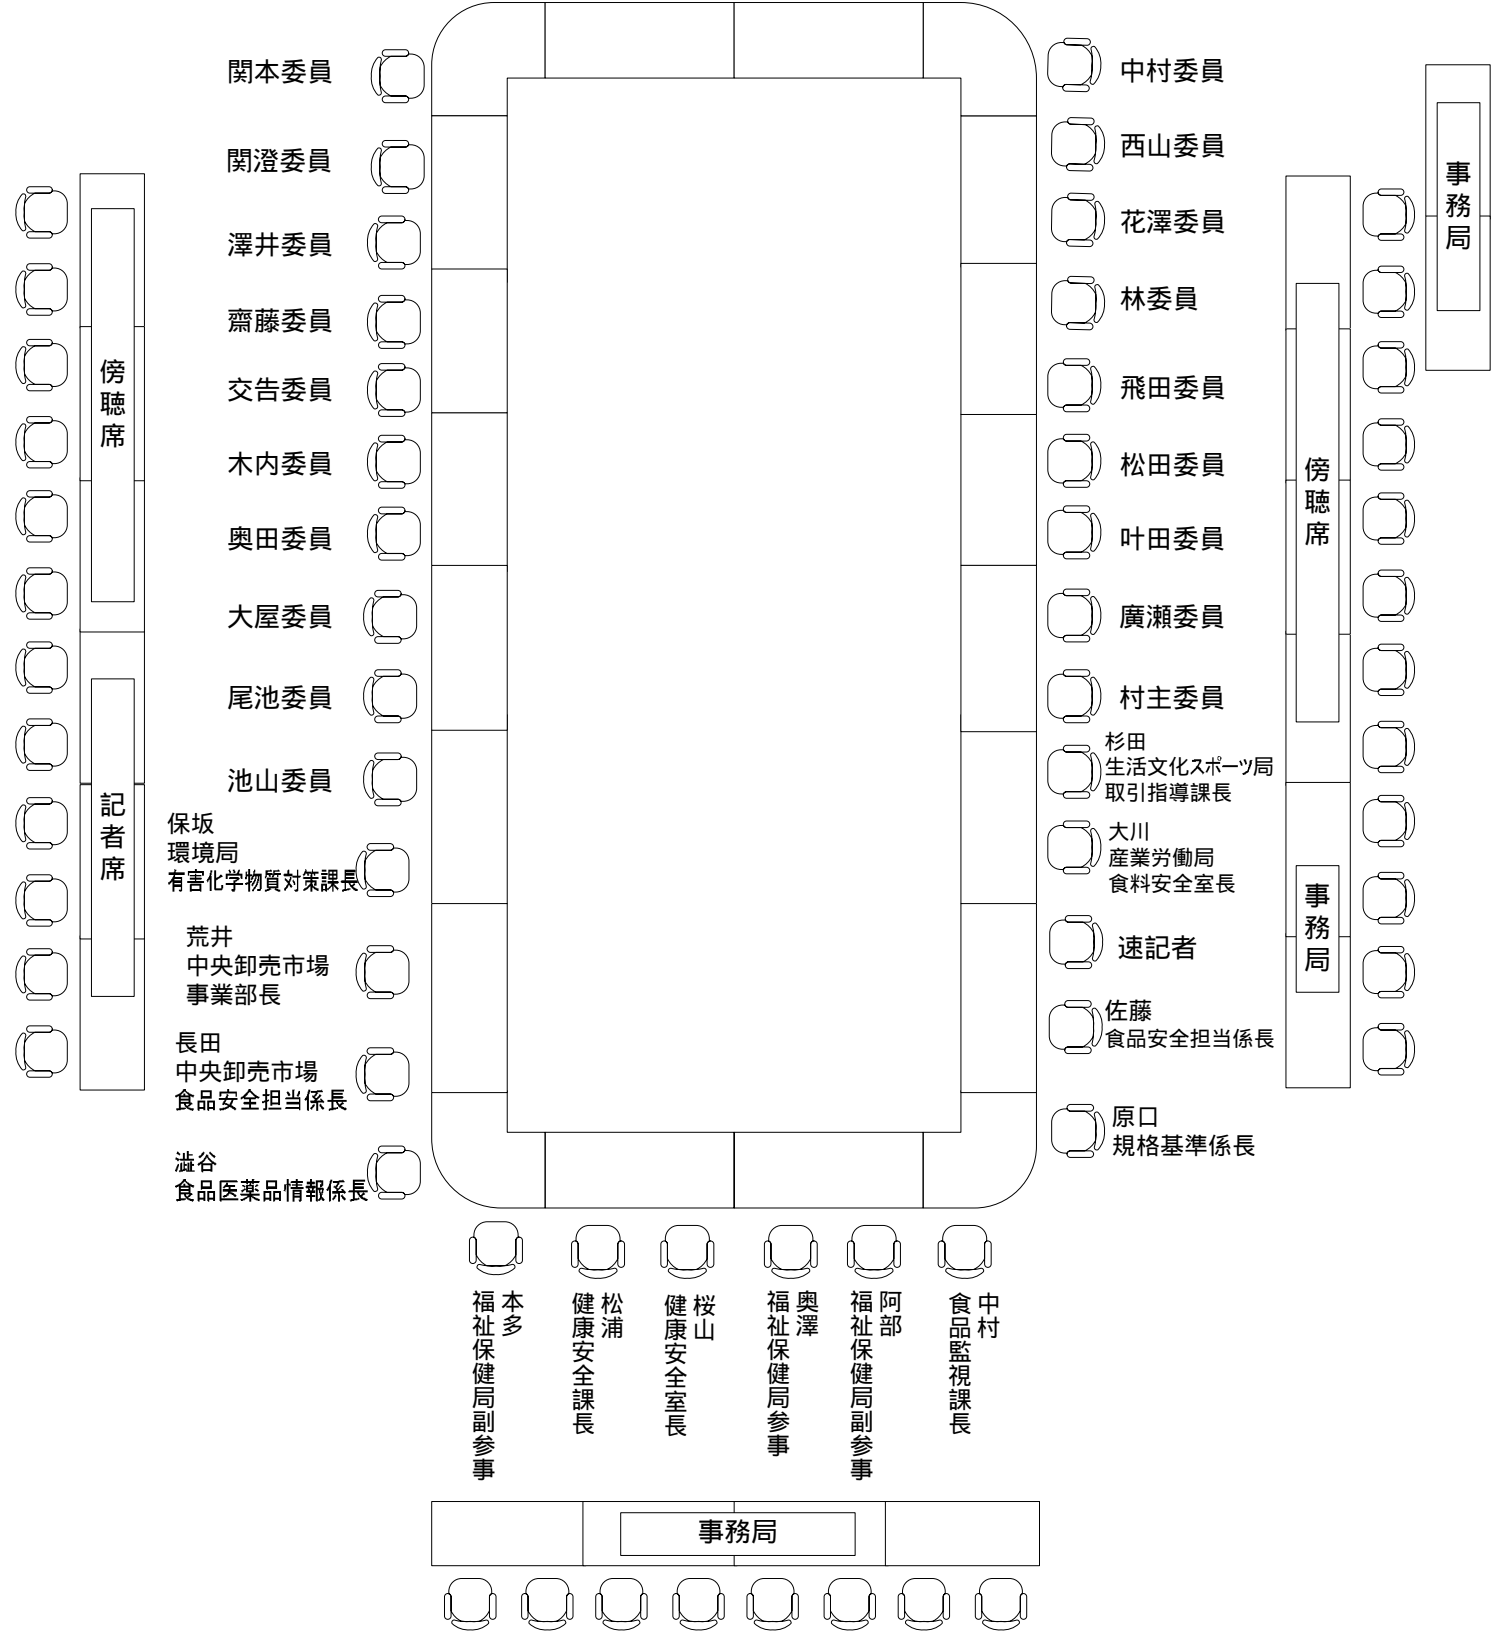 関本委員
関澄委員
澤井委員
齋藤委員
交告委員
木内委員
奥田委員
大屋委員
尾池委員
池山委員
保坂
環境局
有害化学物質対策課長
荒井
中央卸売市場
事業部長
長田
中央卸売市場
食品安全担当係長
澁谷
食品医薬品情報係長
中村委員
西山委員
花澤委員
林委員
飛田委員
松田委員
叶田委員
廣瀬委員
村主委員
杉田
生活文化スポーツ局
取引指導課長
大川
産業労働局
食料安全室長
速記者
佐藤
食品安全担当係長
原口
規格基準係長
傍聴席
記者席
傍聴席
事務局
事務局
本多
福祉保健局副参事
松浦
健康安全課長
桜山
健康安全室長
奥澤
福祉保健局参事
阿部
福祉保健局副参事
中村
食品監視課長
事務局